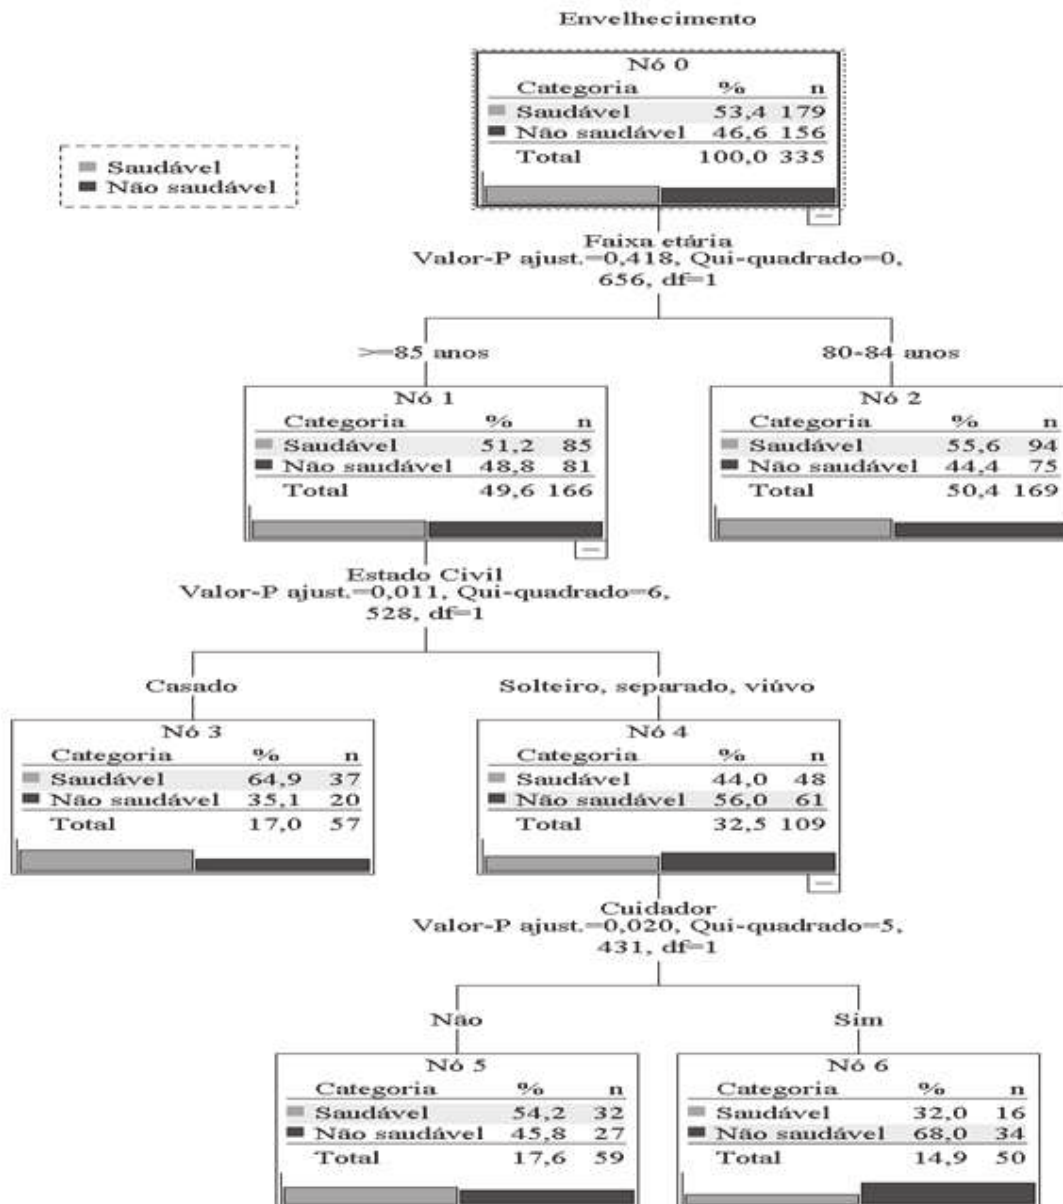 Envelhecimento
Nó 0
Categoria % n
Saudável 53,4 179
Não saudável 46,6 156
Total 100,0 335
Saudável
Não saudável
Faixa etária
Valor-P ajust.=0,418, Qui-quadrado=0,
656, df=1
>=85 anos
80-84 anos
Nó 1
Categoria % n
Saudável 51,2 85
Não saudável 48,8 81
Total 49,6 166
Nó 2
Categoria % n
Saudável 55,6 94
Não saudável 44,4 75
Total 50,4 169
Estado Civil
Valor-P ajust.=0,011, Qui-quadrado=6,
528, df=1
Casado
Solteiro, separado, viúvo
Nó 3
Categoria % n
Saudável 64,9 37
Não saudável 35,1 20
Total 17,0 57
Nó 4
Categoria % n
Saudável 44,0 48
Não saudável 56,0 61
Total 32,5 109
Cuidador
Valor-P ajust.=0,020, Qui-quadrado=5,
431, df=1
Não
Sim
Nó 5
Categoria % n
Saudável 54,2 32
Não saudável 45,8 27
Total 17,6 59
Nó 6
Categoria % n
Saudável 32,0 16
Não saudável 68,0 34
Total 14,9 50